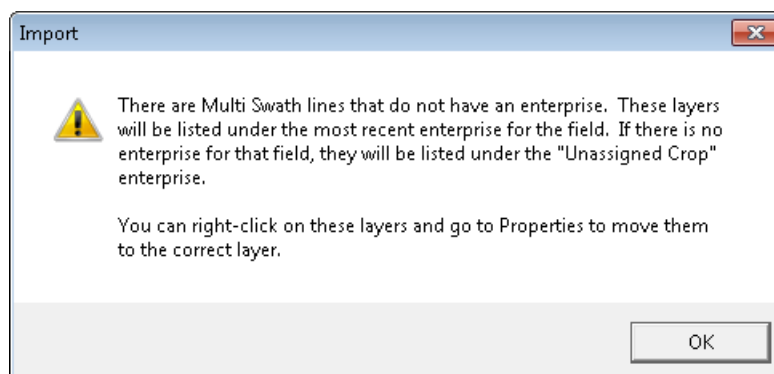 Import
There are Multi Swath lines that do not have an enterprise. These layers
will be listed under the most recent enterprise for the field. If there is no
enterprise for that field, they will be listed under the "Unassigned Crop"
enterprise.
You can right-click on these layers and go to Properties to move them
to the correct layer.
OK